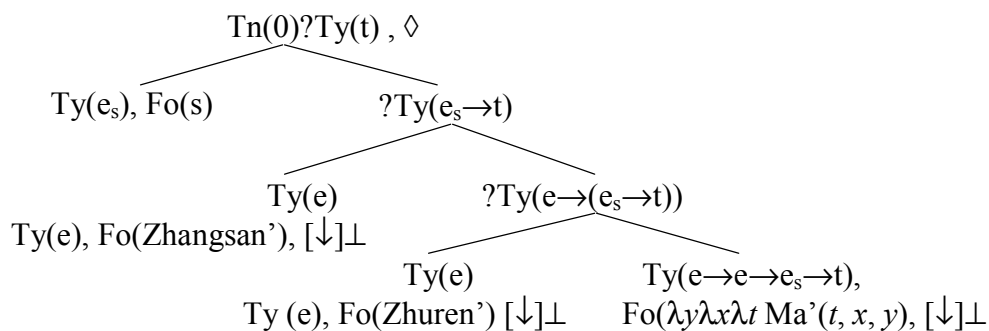 Tn(0)?Ty(t) , ◊
Ty(eₛ), Fo(s) ?Ty(eₛ→t)
Ty(e) ?Ty(e→(eₛ→t))
Ty(e), Fo(Zhangsan’), [↓]⊥
Ty(e) Ty(e→e→eₛ→t),
Ty (e), Fo(Zhuren’) [↓]⊥ Fo(λyλxλt Ma’(t, x, y), [↓]⊥